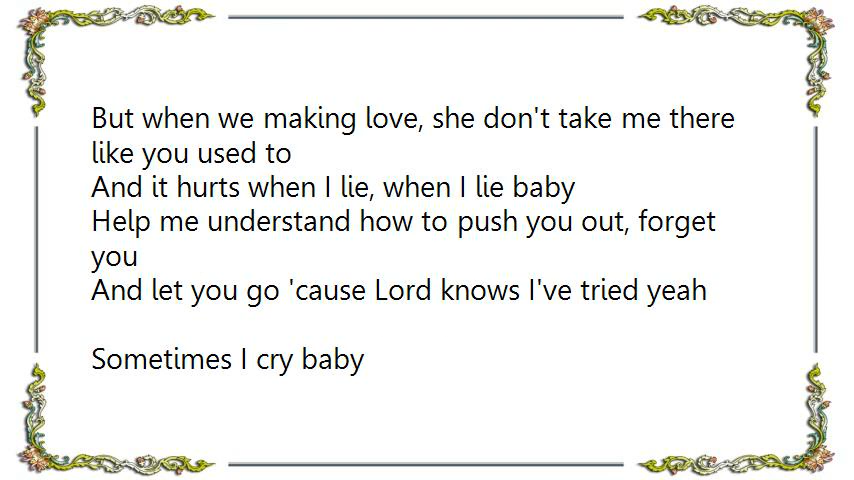 But when we making love, she don't take me there
like you used to
And it hurts when I lie, when I lie baby
Help me understand how to push you out, forget
you
And let you go 'cause Lord knows I've tried yeah
Sometimes I cry baby